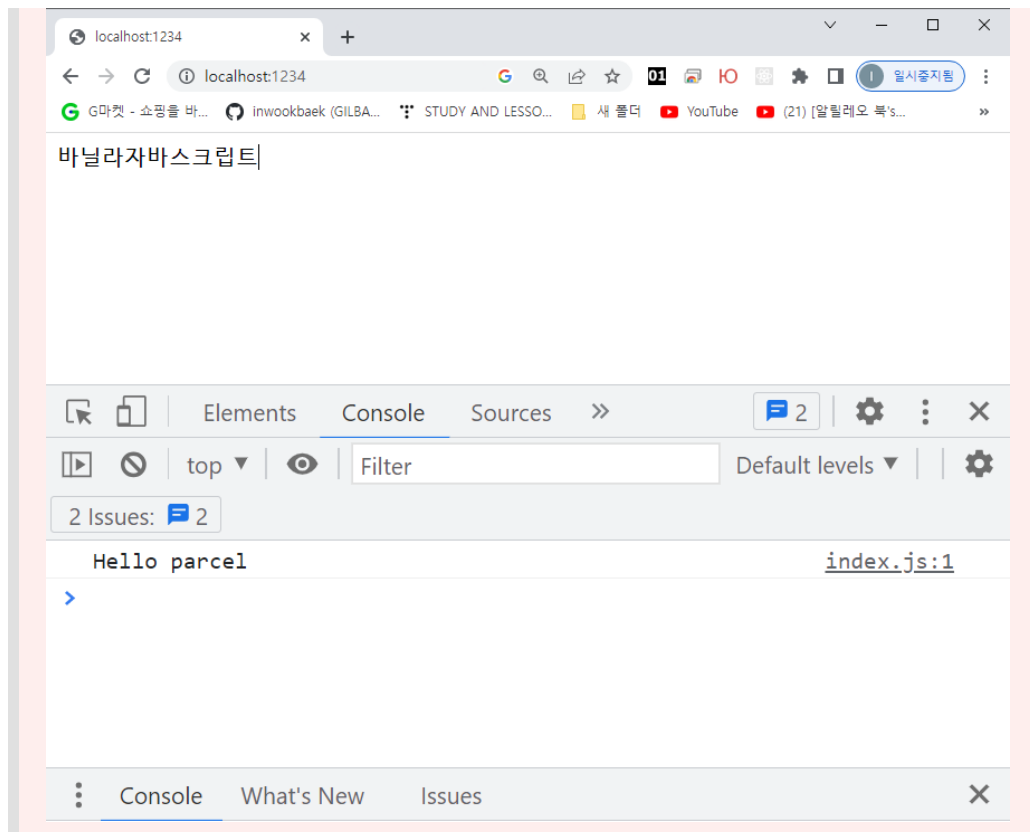 localhost:1234
localhost:1234 01 Ю I 일시중지됨
G마켓 - 쇼핑을 바... inwookbaek (GILBA... STUDY AND LESSO... 새 폴더 YouTube (21) [알릴레오 북's... »
바닐라자바스크립트
Elements Console Sources 2
top Filter Default levels
2 Issues: 2
Hello parcel index.js:1
Console What's New Issues